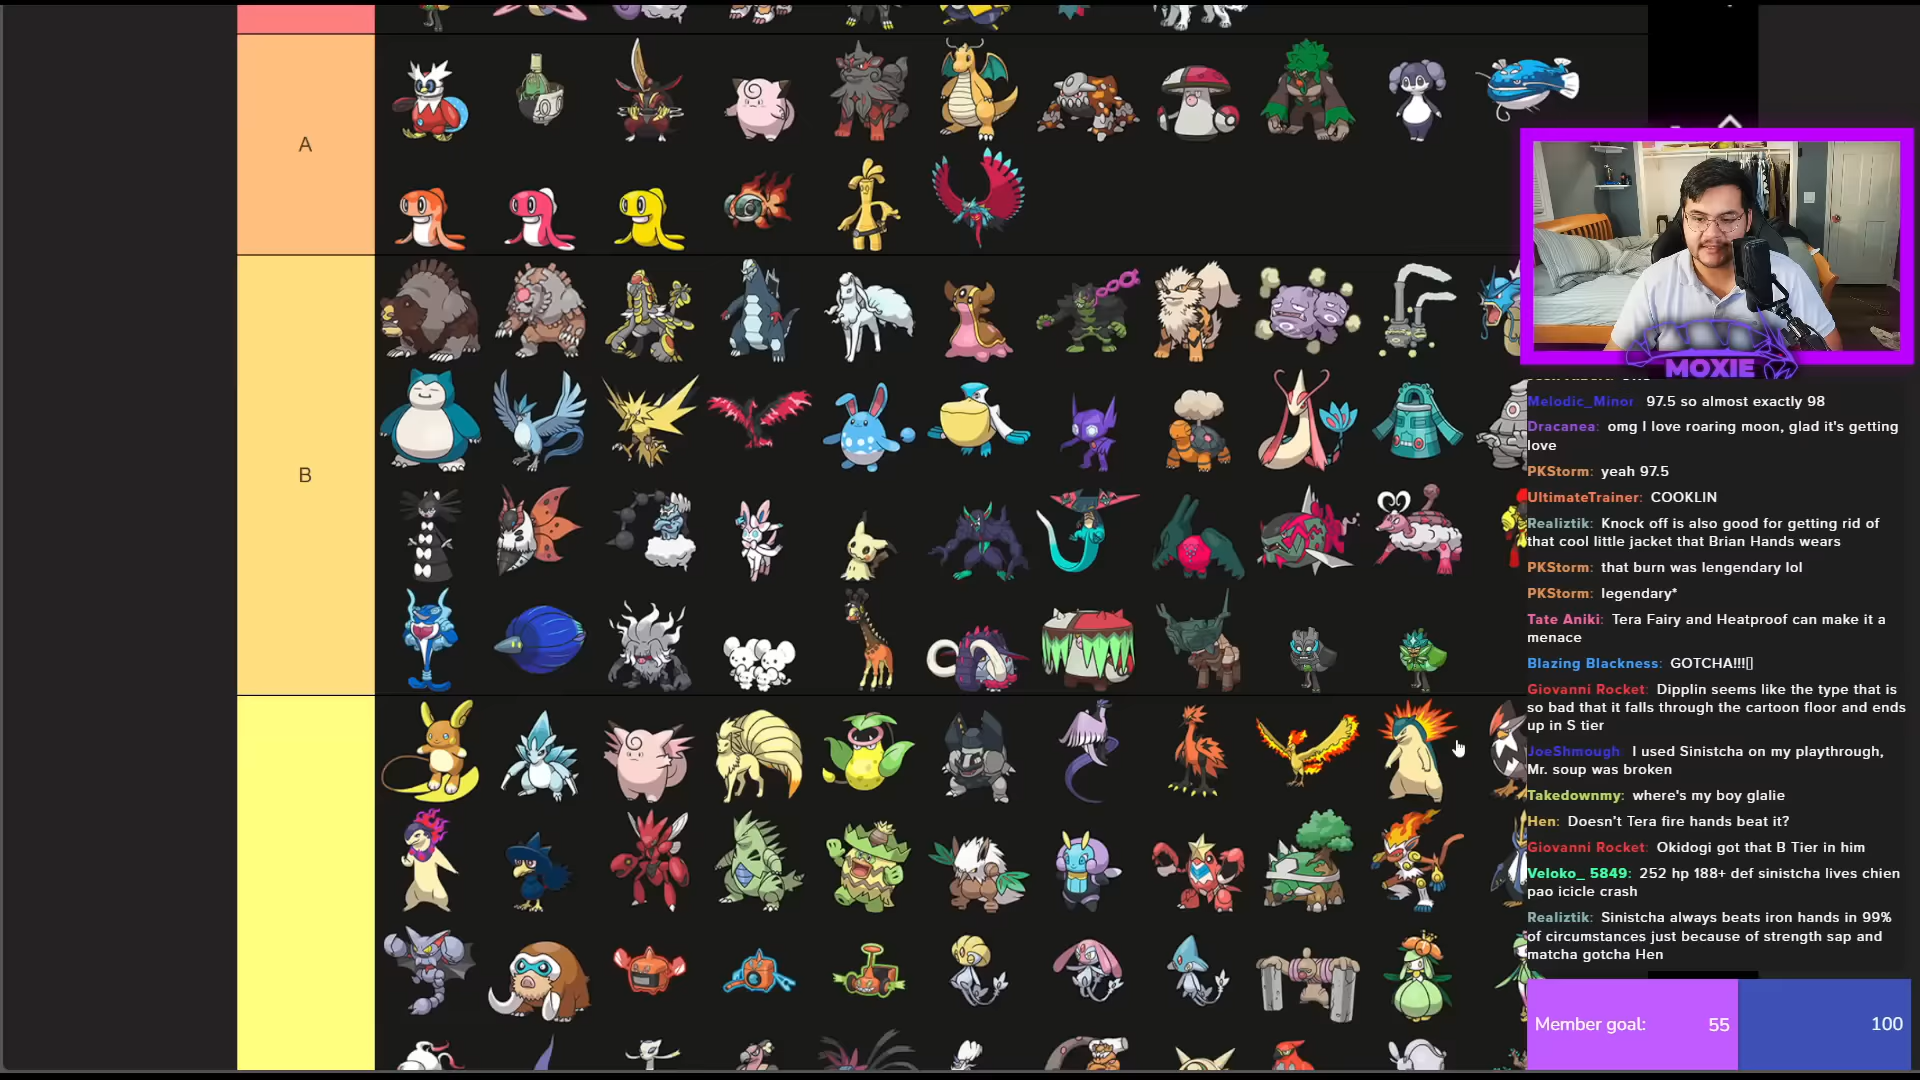 A
B
MOXIE
Melodic_Minor 97.5 so almost exactly 98
Dracanea: omg I love roaring moon, glad it's getting
love
PKStorm: yeah 97.5
UltimateTrainer: COOKLIN
Realiztik: Knock off is also good for getting rid of
that cool little jacket that Brian Hands wears
PKStorm: that burn was lengendary lol
PKStorm: legendary*
Tate Aniki: Tera Fairy and Heatproof can make it a
menace
Blazing Blackness: GOTCHA!!!▯
Giovanni Rocket: Dipplin seems like the type that is
so bad that it falls through the cartoon floor and ends
up in S tier
JoeShmough I used Sinistcha on my playthrough,
Mr. soup was broken
Takedownmy: where's my boy glalie
Hen: Doesn't Tera fire hands beat it?
Giovanni Rocket: Okidogi got that B Tier in him
Veloko_ 5849: 252 hp 188+ def sinistcha lives chien
pao icicle crash
Realiztik: Sinistcha always beats iron hands in 99%
of circumstances just because of strength sap and
matcha gotcha Hen
Member goal: 55 100